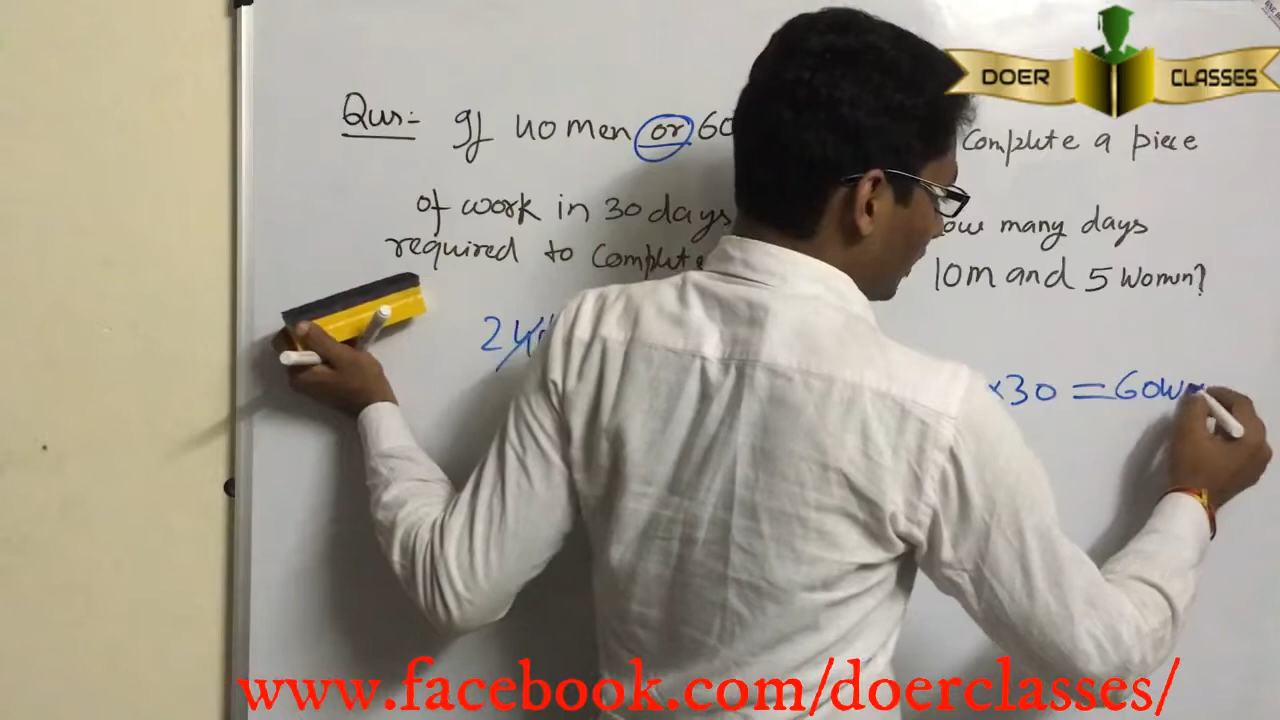 DOER CLASSES
Qus:- If 40 men or 60 Complete a piece
of work in 30 days how many days
required to Complete 10m and 5 women?
24
×30 = 60w
www.facebook.com/doerclasses/